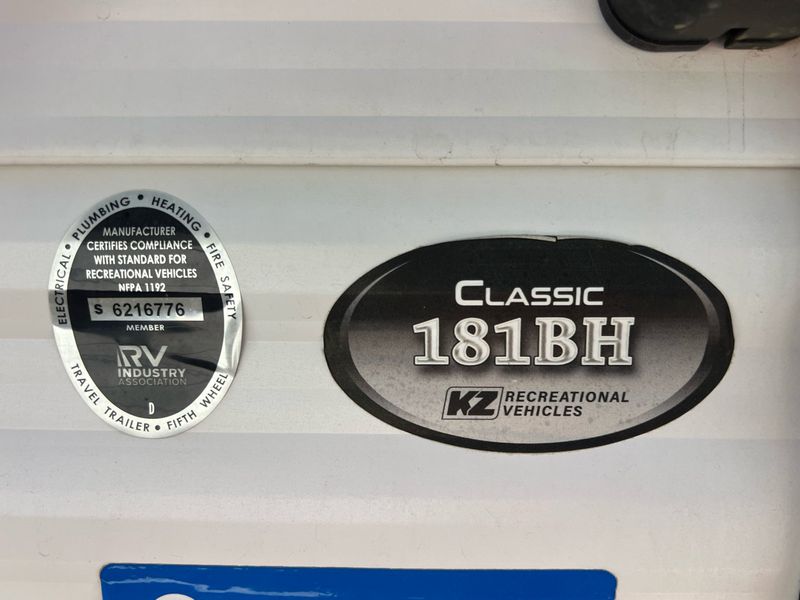 ELECTRICAL • PLUMBING • HEATING • FIRE SAFETY
MANUFACTURER
CERTIFIES COMPLIANCE
WITH STANDARD FOR
RECREATIONAL VEHICLES
NFPA 1192
S 6216776
MEMBER
RV
INDUSTRY
ASSOCIATION
D
TRAVEL TRAILER • FIFTH WHEEL
CLASSIC
181BH
KZ RECREATIONAL
VEHICLES